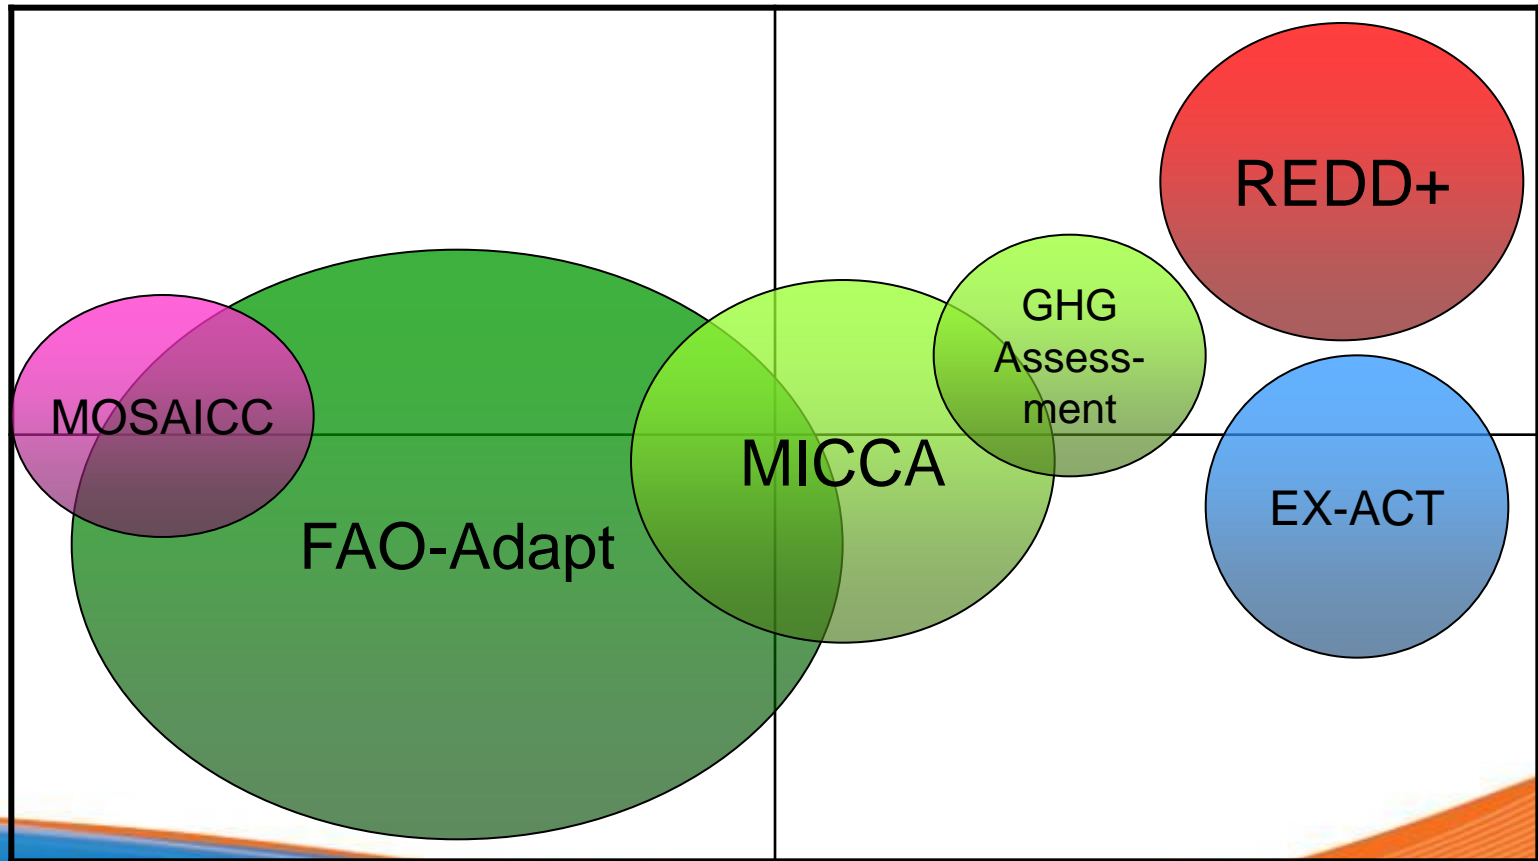 REDD+
GHG
Assess-
ment
MOSAICC
MICCA
EX-ACT
FAO-Adapt